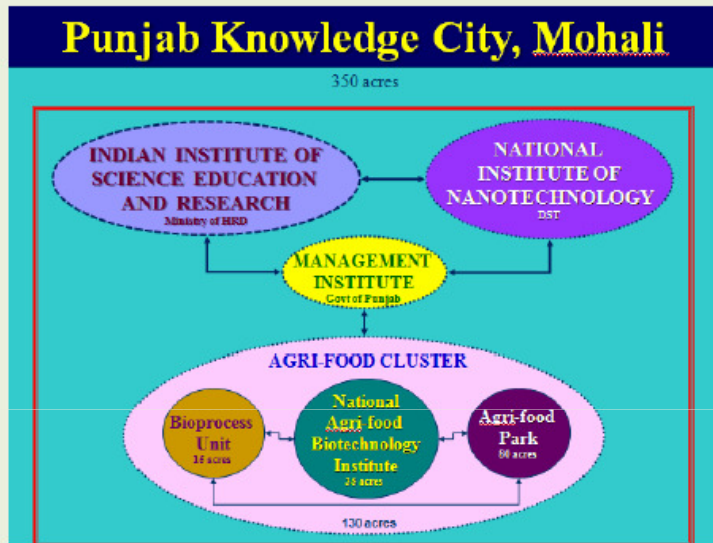 Punjab Knowledge City, Mohali
350 acres
INDIAN INSTITUTE OF
SCIENCE EDUCATION
AND RESEARCH
Ministry of HRD
NATIONAL
INSTITUTE OF
NANOTECHNOLOGY
DST
MANAGEMENT
INSTITUTE
Govt of Punjab
AGRI-FOOD CLUSTER
Bioprocess
Unit
National
Agri-food
Biotechnology
Institute
Agri-food
Park
80 acres
130 acres